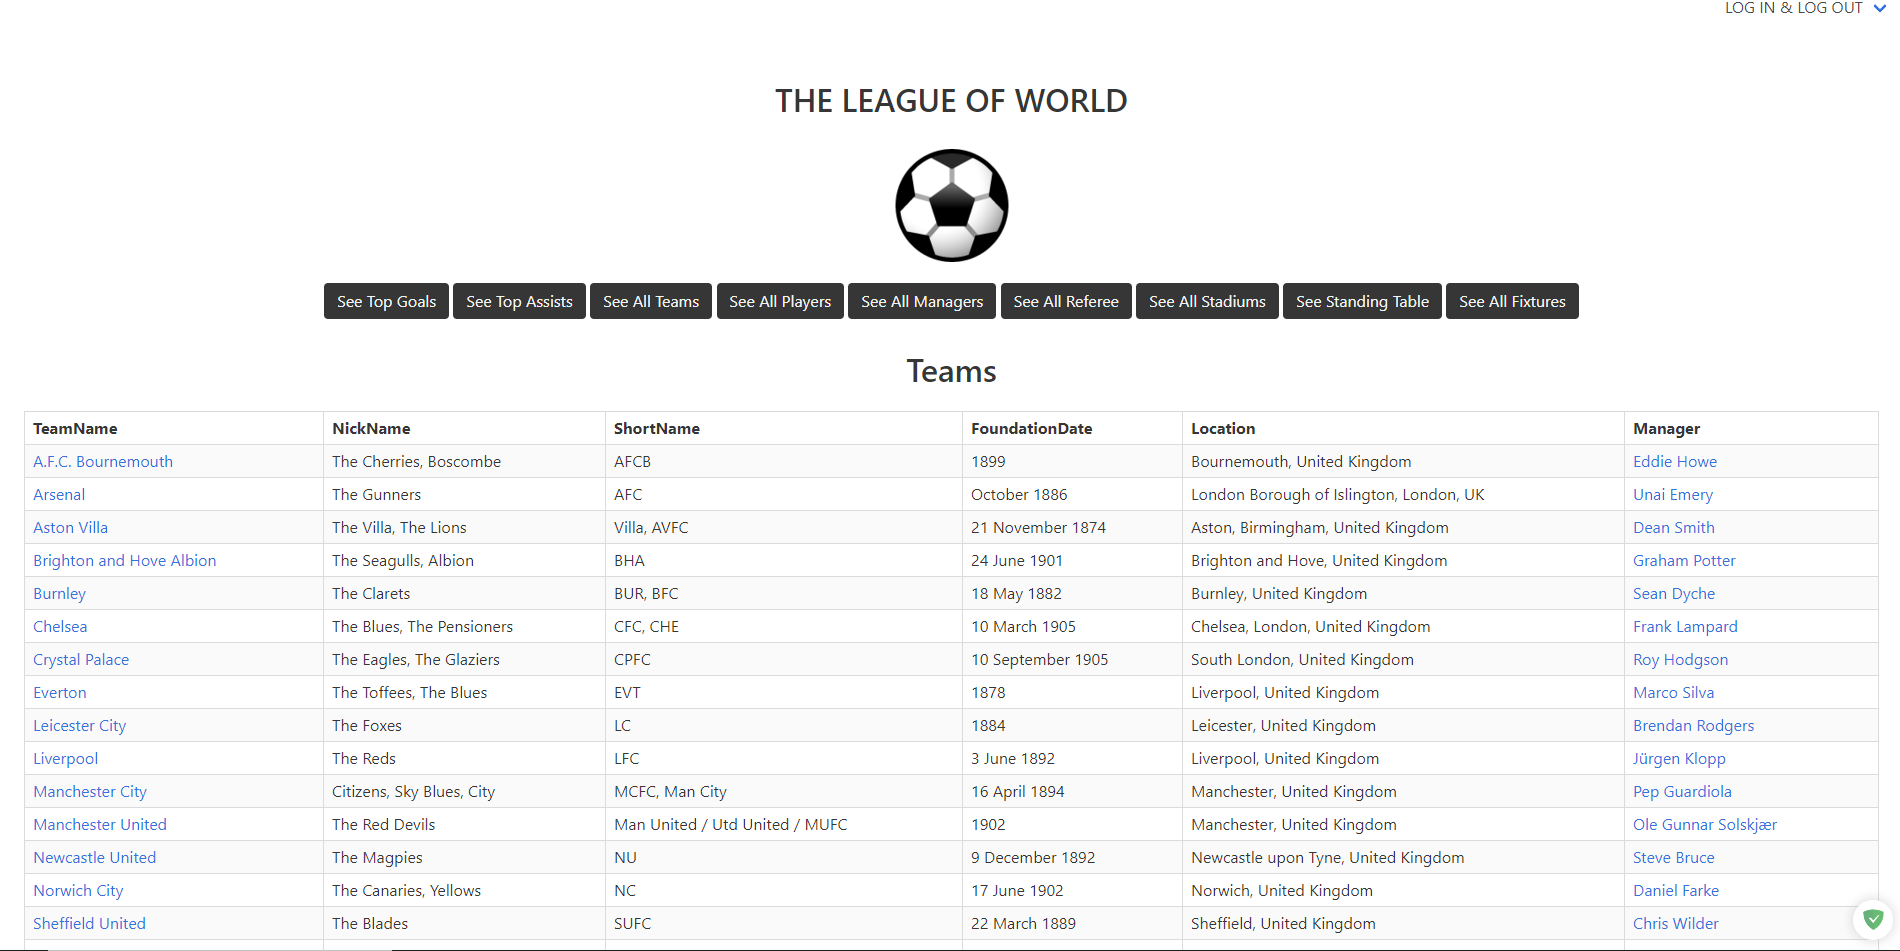 LOG IN & LOG OUT
THE LEAGUE OF WORLD
See Top Goals See Top Assists See All Teams See All Players See All Managers See All Referee See All Stadiums See Standing Table See All Fixtures
Teams
TeamName NickName ShortName FoundationDate Location Manager
A.F.C. Bournemouth The Cherries, Boscombe AFCB 1899 Bournemouth, United Kingdom Eddie Howe
Arsenal The Gunners AFC October 1886 London Borough of Islington, London, UK Unai Emery
Aston Villa The Villa, The Lions Villa, AVFC 21 November 1874 Aston, Birmingham, United Kingdom Dean Smith
Brighton and Hove Albion The Seagulls, Albion BHA 24 June 1901 Brighton and Hove, United Kingdom Graham Potter
Burnley The Clarets BUR, BFC 18 May 1882 Burnley, United Kingdom Sean Dyche
Chelsea The Blues, The Pensioners CFC, CHE 10 March 1905 Chelsea, London, United Kingdom Frank Lampard
Crystal Palace The Eagles, The Glaziers CPFC 10 September 1905 South London, United Kingdom Roy Hodgson
Everton The Toffees, The Blues EVT 1878 Liverpool, United Kingdom Marco Silva
Leicester City The Foxes LC 1884 Leicester, United Kingdom Brendan Rodgers
Liverpool The Reds LFC 3 June 1892 Liverpool, United Kingdom Jürgen Klopp
Manchester City Citizens, Sky Blues, City MCFC, Man City 16 April 1894 Manchester, United Kingdom Pep Guardiola
Manchester United The Red Devils Man United / Utd United / MUFC 1902 Manchester, United Kingdom Ole Gunnar Solskjær
Newcastle United The Magpies NU 9 December 1892 Newcastle upon Tyne, United Kingdom Steve Bruce
Norwich City The Canaries, Yellows NC 17 June 1902 Norwich, United Kingdom Daniel Farke
Sheffield United The Blades SUFC 22 March 1889 Sheffield, United Kingdom Chris Wilder